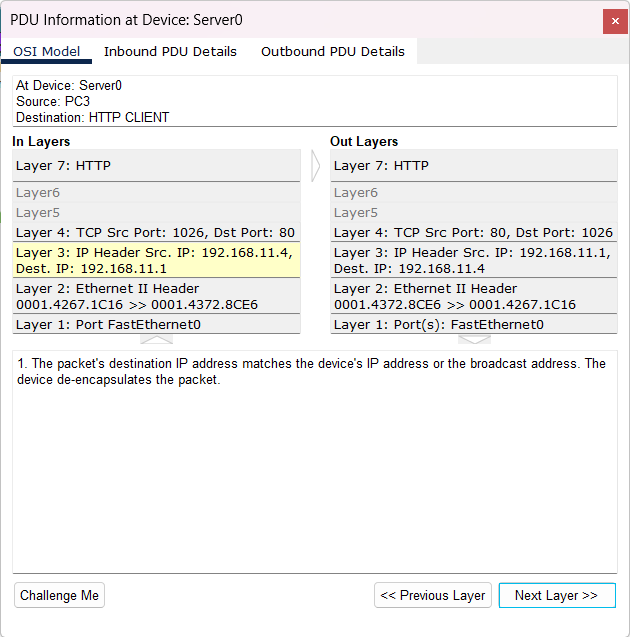 PDU Information at Device: Server0
OSI Model
Inbound PDU Details
Outbound PDU Details
At Device: Server0
Source: PC3
Destination: HTTP CLIENT
In Layers
Layer 7: HTTP
Layer6
Layer5
Layer 4: TCP Src Port: 1026, Dst Port: 80
Layer 3: IP Header Src. IP: 192.168.11.4,
Dest. IP: 192.168.11.1
Layer 2: Ethernet II Header
0001.4267.1C16 >> 0001.4372.8CE6
Layer 1: Port FastEthernet0
Out Layers
Layer 7: HTTP
Layer6
Layer5
Layer 4: TCP Src Port: 80, Dst Port: 1026
Layer 3: IP Header Src. IP: 192.168.11.1,
Dest. IP: 192.168.11.4
Layer 2: Ethernet II Header
0001.4372.8CE6 >> 0001.4267.1C16
Layer 1: Port(s): FastEthernet0
1. The packet's destination IP address matches the device's IP address or the broadcast address. The
device de-encapsulates the packet.
Challenge Me
<< Previous Layer
Next Layer >>